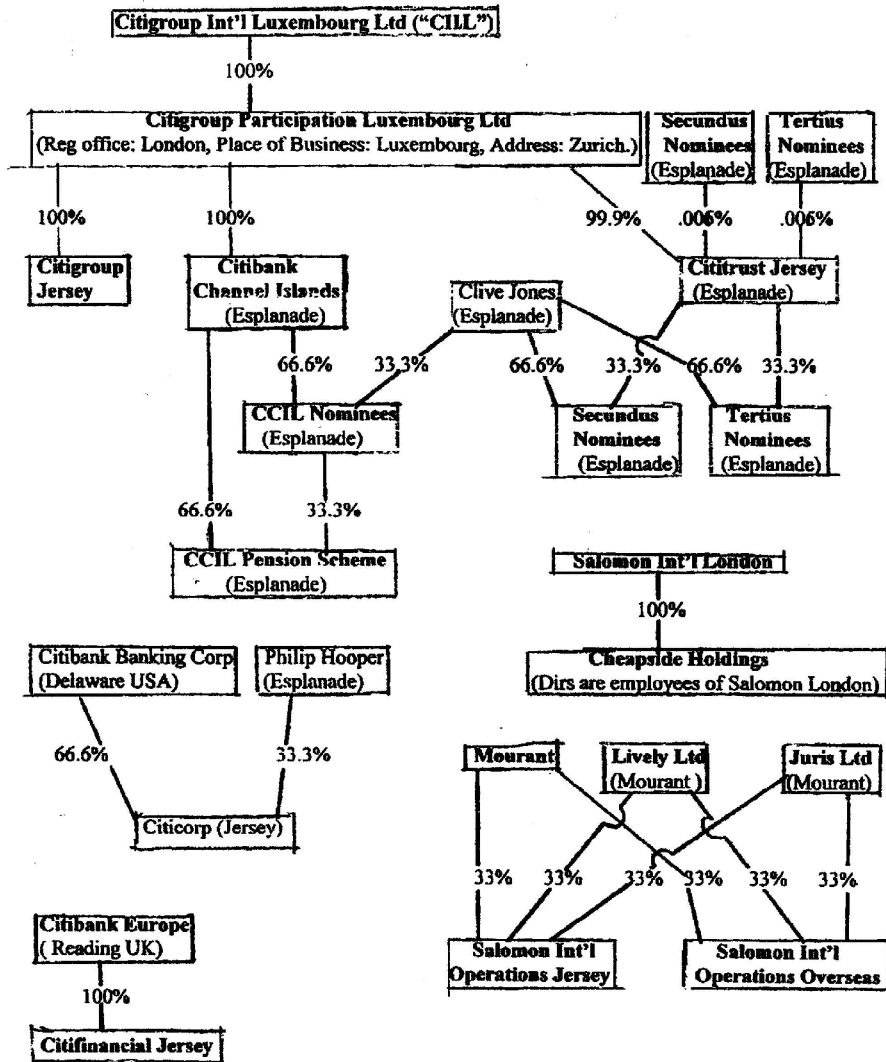 Citigroup Int'l Luxembourg Ltd ("CILL")
100%
Citigroup Participation Luxembourg Ltd
(Reg office: London, Place of Business: Luxembourg, Address: Zurich.)
Secundus
Nominees
(Esplanade)
Tertius
Nominees
(Esplanade)
100%
100%
99.9%
.006%
.006%
Citigroup
Jersey
Citibank
Channel Islands
(Esplanade)
Clive Jones
(Esplanade)
Cititrust Jersey
(Esplanade)
66.6%
33.3%
66.6%
33.3%
66.6%
33.3%
CCIL Nominees
(Esplanade)
Secundus
Nominees
(Esplanade)
Tertius
Nominees
(Esplanade)
66.6%
33.3%
CCIL Pension Scheme
(Esplanade)
Salomon Int'l London
100%
Cheapside Holdings
(Dirs are employees of Salomon London)
Citibank Banking Corp
(Delaware USA)
Philip Hooper
(Esplanade)
66.6%
33.3%
Citicorp (Jersey)
Mourant
Lively Ltd
(Mourant )
Juris Ltd
(Mourant)
33%
33%
33%
33%
33%
33%
Salomon Int'l
Operations Jersey
Salomon Int'l
Operations Overseas
Citibank Europe
( Reading UK)
100%
Citifinancial Jersey